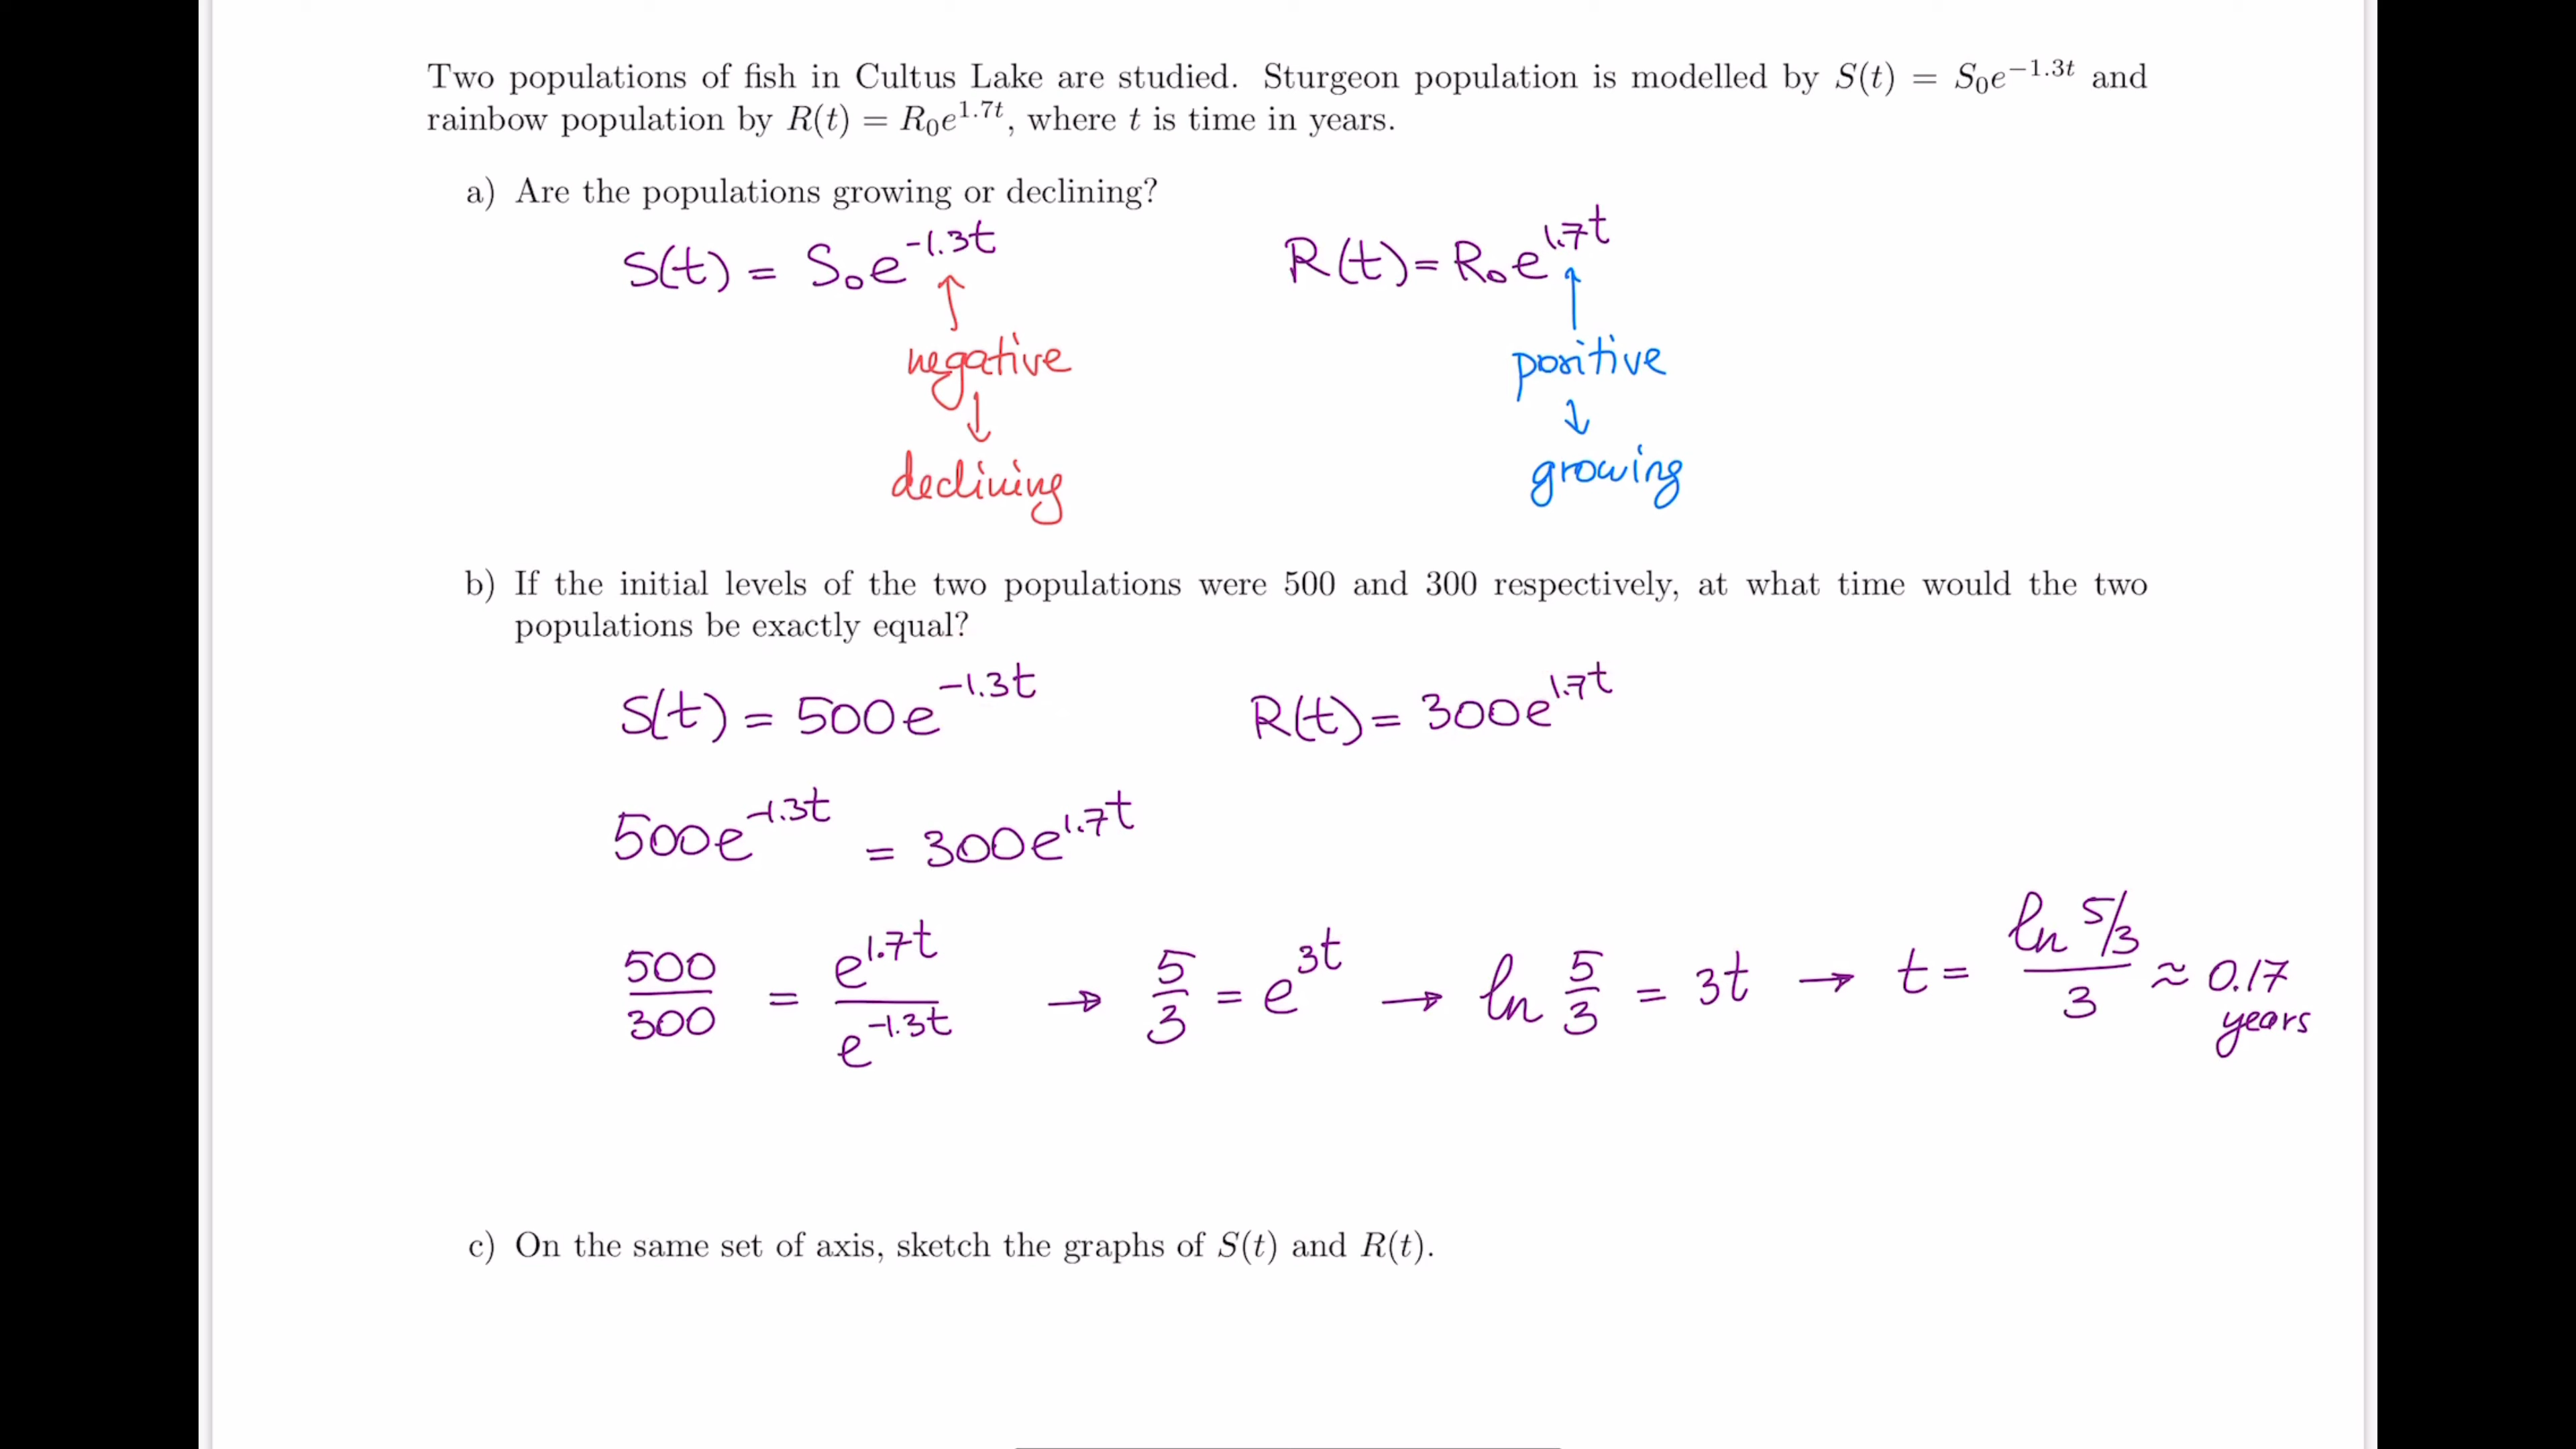 Two populations of fish in Cultus Lake are studied. Sturgeon population is modelled by S(t) = S₀e^{−1.3t} and
rainbow population by R(t) = R₀e^{1.7t}, where t is time in years.
a) Are the populations growing or declining?
S(t) = S₀e^{-1.3t} R(t) = R₀e^{1.7t}
↑ ↑
negative positive
↓ ↓
declining growing
b) If the initial levels of the two populations were 500 and 300 respectively, at what time would the two
populations be exactly equal?
S(t) = 500e^{-1.3t} R(t) = 300e^{1.7t}
500e^{-1.3t} = 300e^{1.7t}
500/300 = e^{1.7t}/e^{-1.3t} → 5/3 = e^{3t} → ln 5/3 = 3t → t = (ln 5/3)/3 ≈ 0.17
years
c) On the same set of axis, sketch the graphs of S(t) and R(t).